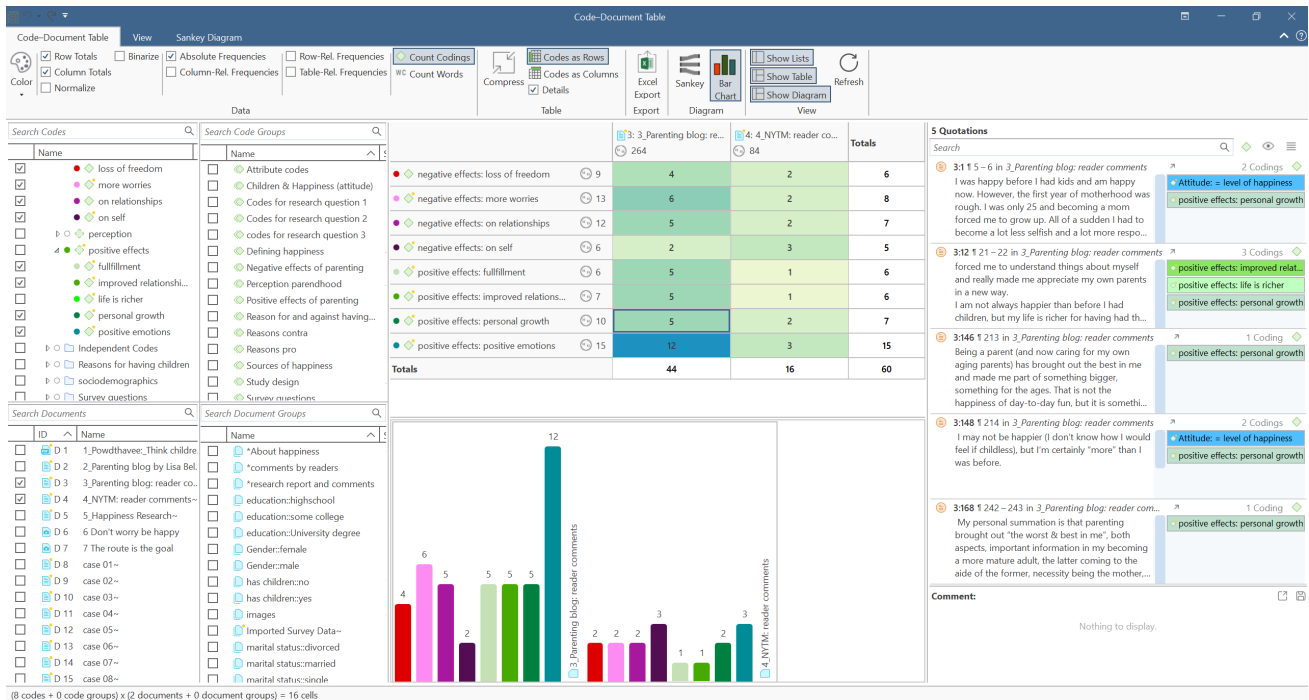 Code–Document Table
Code–Document Table View Sankey Diagram
Color
Row Totals
Column Totals
Normalize
Binarize
Absolute Frequencies
Column-Rel. Frequencies
Row-Rel. Frequencies
Table-Rel. Frequencies
Data
Count Codings
WC Count Words
Compress
Codes as Rows
Codes as Columns
Details
Table
Excel Export
Export
Sankey
Bar Chart
Diagram
Show Lists
Show Table
Show Diagram
View
Refresh
Search Codes
Name
loss of freedom
more worries
on relationships
on self
perception
positive effects
fullfillment
improved relationshi...
life is richer
personal growth
positive emotions
Independent Codes
Reasons for having children
sociodemographics
Survey questions
Search Code Groups
Name
Attribute codes
Children & Happiness (attitude)
Codes for research question 1
Codes for research question 2
codes for research question 3
Defining happiness
Negative effects of parenting
Perception parendhood
Positive effects of parenting
Reason for and against having...
Reasons contra
Reasons pro
Sources of happiness
Study design
Survey questions
Search Documents
ID Name
D 1 1_Powdthavee:_Think childre
D 2 2_Parenting blog by Lisa Bel.
D 3 3_Parenting blog: reader co..
D 4 4_NYTM: reader comments~
D 5 5_Happiness Research~
D 6 6 Don't worry be happy
D 7 7 The route is the goal
D 8 case 01~
D 9 case 02~
D 10 case 03~
D 11 case 04~
D 12 case 05~
D 13 case 06~
D 14 case 07~
D 15 case 08~
Search Document Groups
Name
*About happiness
*comments by readers
*research report and comments
education::highschool
education::some college
education::University degree
Gender::female
Gender::male
has children::no
has children::yes
images
Imported Survey Data~
marital status::divorced
marital status::married
marital status::single
3: 3_Parenting blog: re... 4: 4_NYTM: reader co... Totals
264 84
negative effects: loss of freedom 9 4 2 6
negative effects: more worries 13 6 2 8
negative effects: on relationships 12 5 2 7
negative effects: on self 6 2 3 5
positive effects: fullfillment 6 5 1 6
positive effects: improved relations... 7 5 1 6
positive effects: personal growth 10 5 2 7
positive effects: positive emotions 15 12 3 15
Totals 44 16 60
4 6 5 2 5 5 5 12
3_Parenting blog: reader comments
2 2 2 3 1 1 2 3
4_NYTM: reader comments
5 Quotations
Search
3:1 ¶ 5 – 6 in 3_Parenting blog: reader comments 2 Codings
I was happy before I had kids and am happy
now. However, the first year of motherhood was
rough. I was only 25 and becoming a mom
forced me to grow up. All of a sudden I had to
become a lot less selfish and a lot more respo...
Attitude: = level of happiness
positive effects: personal growth
3:12 ¶ 21 – 22 in 3_Parenting blog: reader comments 3 Codings
forced me to understand things about myself
and really made me appreciate my own parents
in a new way.
I am not always happier than before I had
children, but my life is richer for having had th...
positive effects: improved relat...
positive effects: life is richer
positive effects: personal growth
3:146 ¶ 213 in 3_Parenting blog: reader comments 1 Coding
Being a parent (and now caring for my own
aging parents) has brought out the best in me
and made me part of something bigger,
something for the ages. That is not the
happiness of day-to-day fun, but it is somethi...
positive effects: personal growth
3:148 ¶ 214 in 3_Parenting blog: reader comments 2 Codings
I may not be happier (I don't know how I would
feel if childless), but I'm certainly "more" than I
was before.
Attitude: = level of happiness
positive effects: personal growth
3:168 ¶ 242 – 243 in 3_Parenting blog: reader com... 1 Coding
My personal summation is that parenting
brought out "the worst & best in me", both
aspects, important information in my becoming
a more mature adult, the latter coming to the
aide of the former, necessity being the mother,...
positive effects: personal growth
Comment:
Nothing to display.
(8 codes + 0 code groups) x (2 documents + 0 document groups) = 16 cells